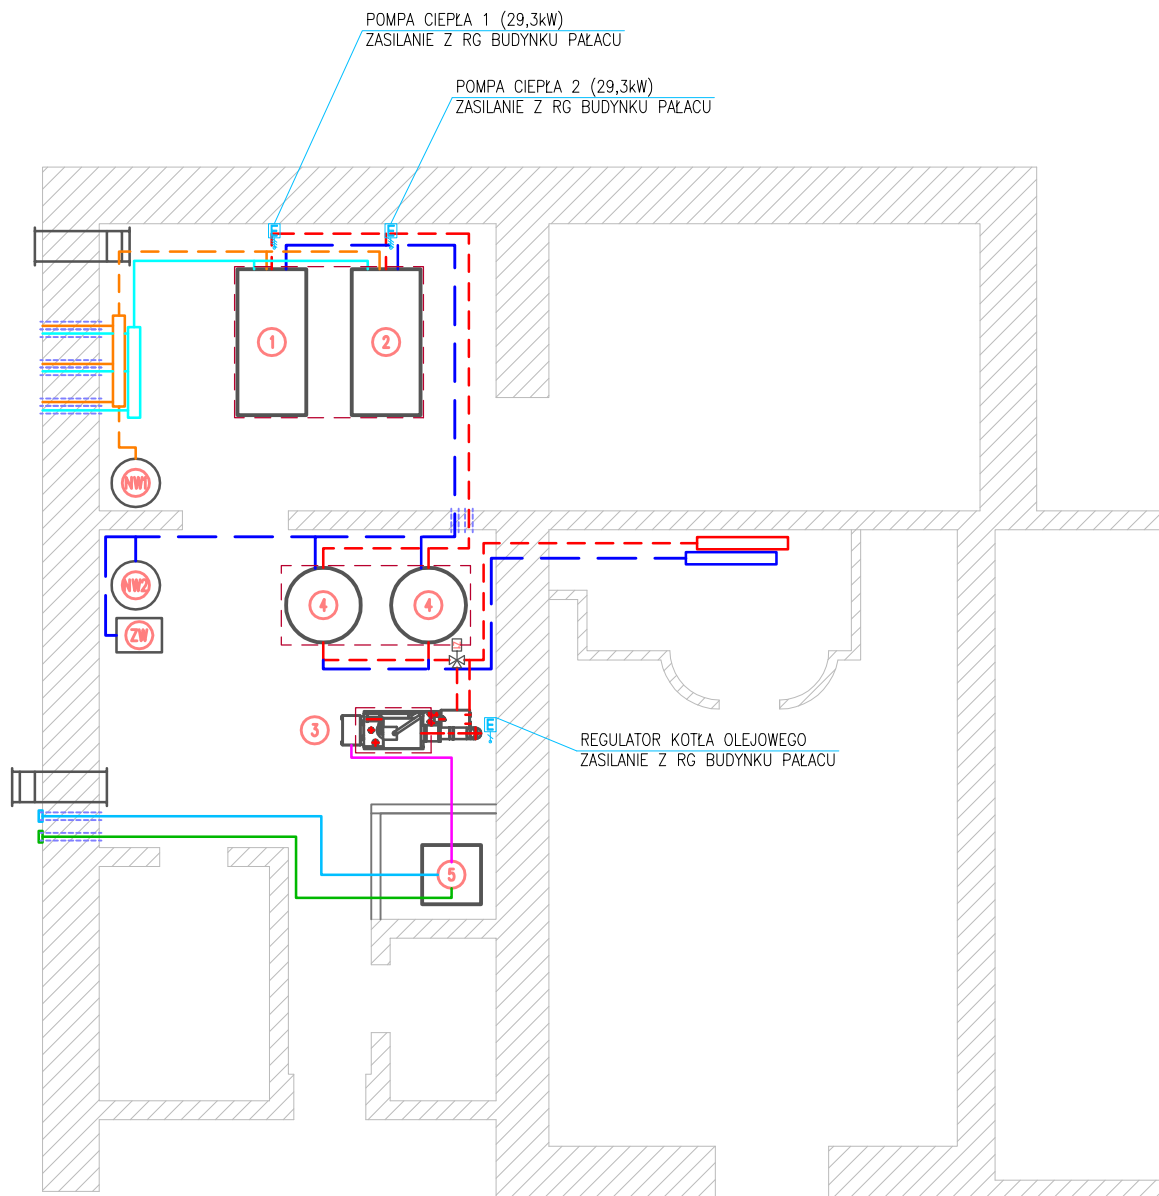 POMPA CIEPŁA 1 (29,3kW)
ZASILANIE Z RG BUDYNKU PAŁACU
POMPA CIEPŁA 2 (29,3kW)
ZASILANIE Z RG BUDYNKU PAŁACU
E
E
1
2
NW1
NW2
4
4
ZW
3
E
REGULATOR KOTŁA OLEJOWEGO
ZASILANIE Z RG BUDYNKU PAŁACU
5